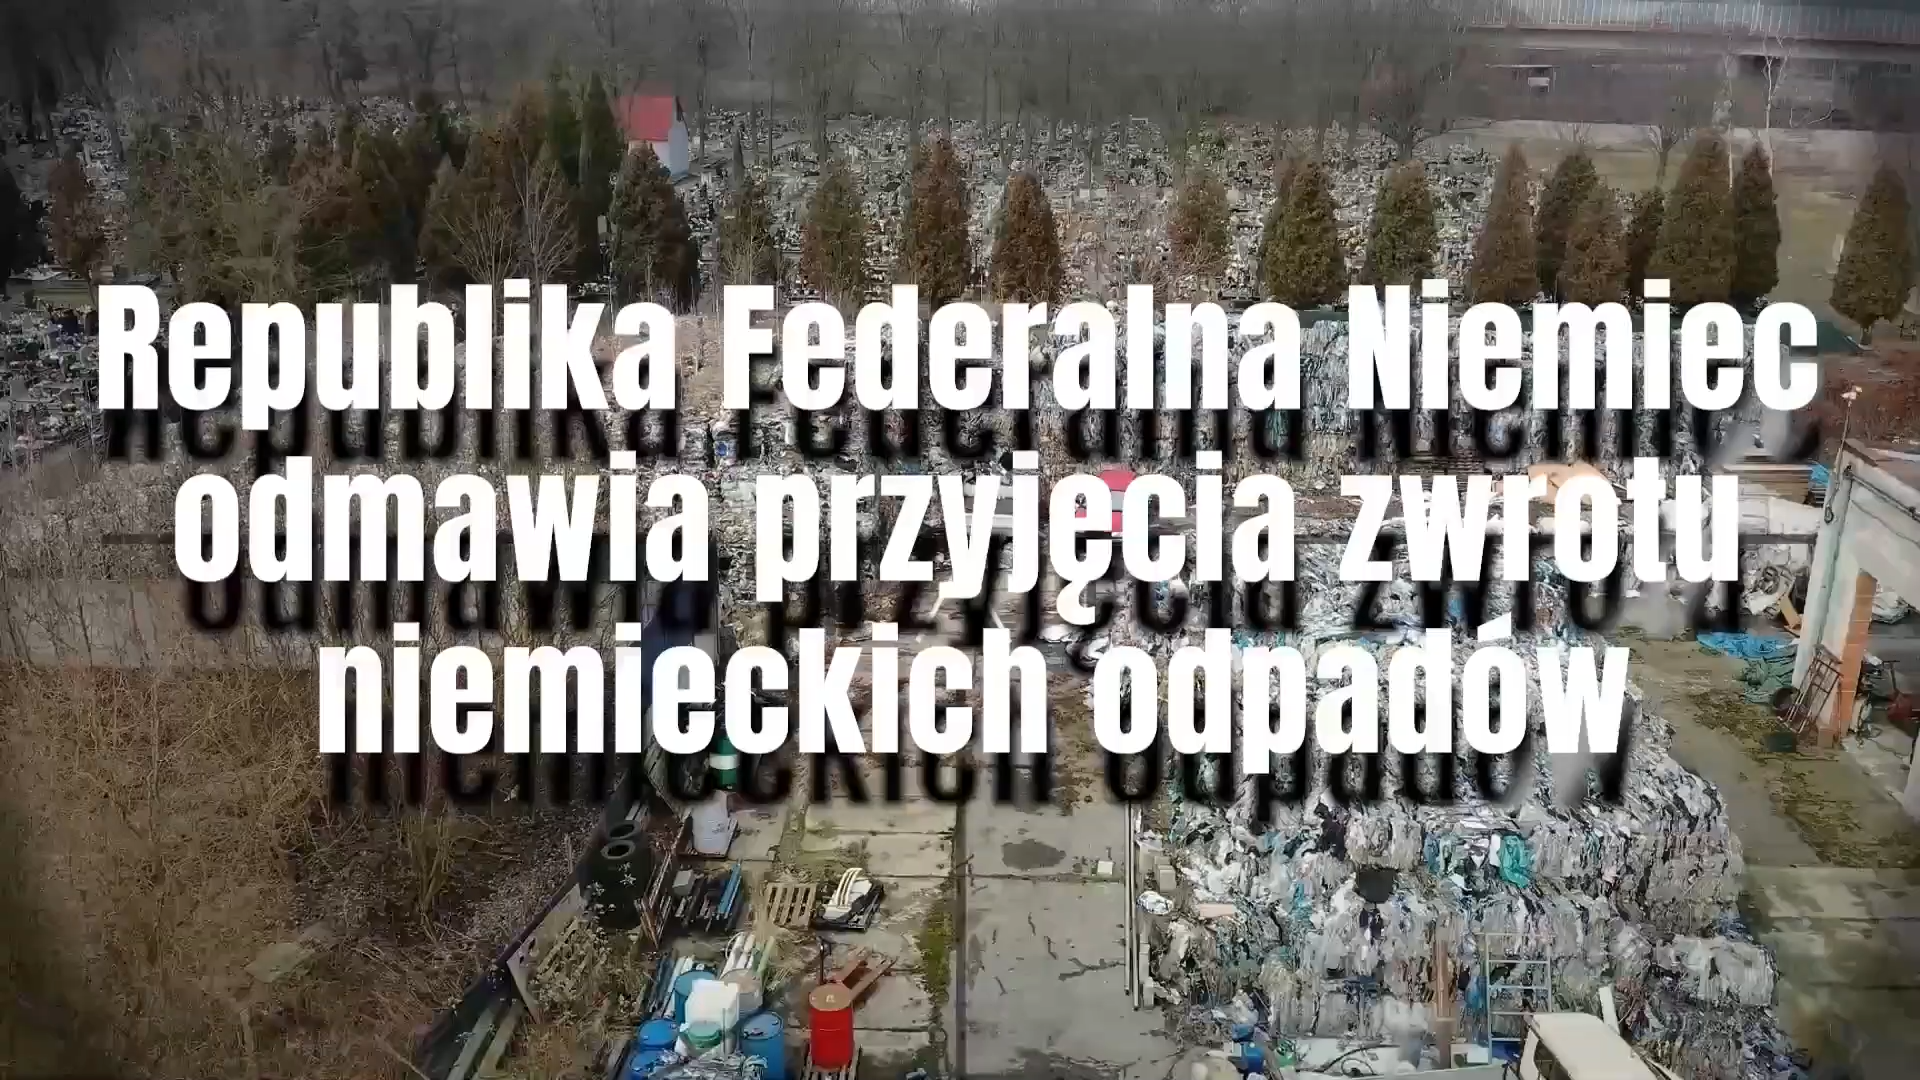 Republika Federalna Niemiec
odmawia przyjęcia zwrotu
niemieckich odpadów